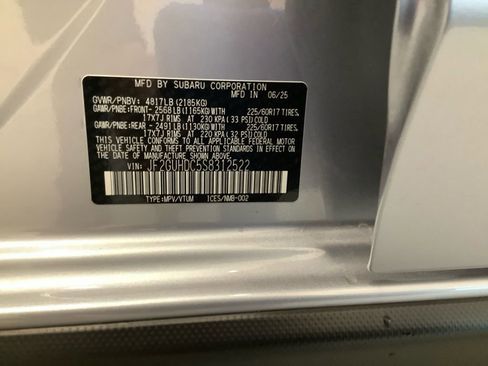 MFD BY SUBARU CORPORATION
MFD IN 06/25
GVWR/PNBV: 4817LB(2185KG)
GAWR/PNBE:FRONT-2568LB(1165KG)WITH 225/60R17 TIRES,
17X7J RIMS AT 230 KPA(33 PSI)COLD
GAWR/PNBE:REAR -2491LB(1130KG)WITH 225/60R17 TIRES,
17X7J RIMS AT 220 KPA(32 PSI)COLD
THIS VEHICLE CONFORMS TO ALL APPLICABLE FEDERAL MOTOR
VEHICLE SAFETY AND THEFT PREVENTION STANDARDS IN EFFECT
ON THE DATE OF MANUFACTURE SHOWN ABOVE.
VIN: JF2GUHDC5S8312522
TYPE:MPV/VTUM ICES/NMB-002